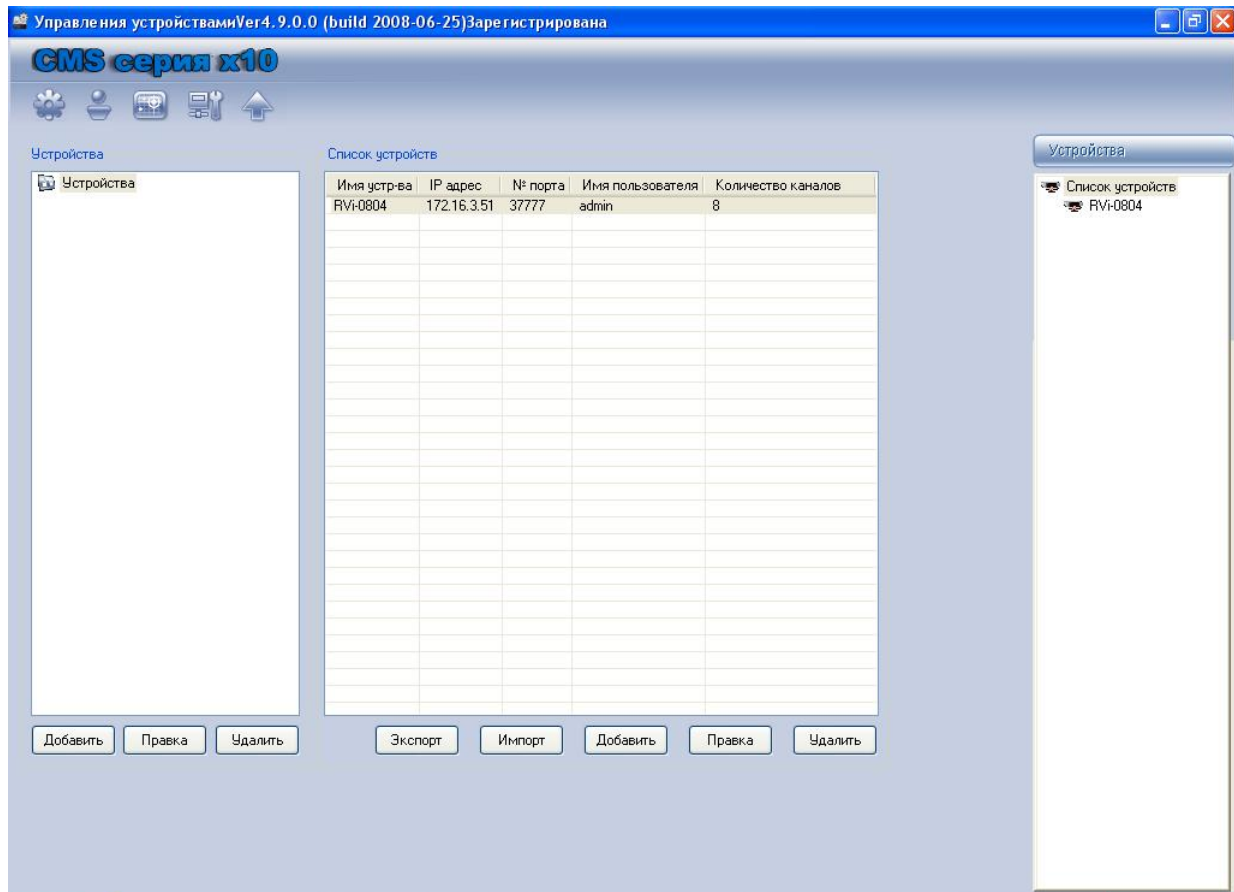 Управления устройствамиVer4.9.0.0 (build 2008-06-25)Зарегистрирована
CMS серия x10
Устройства
Устройства
Добавить Правка Удалить
Список устройств
Имя устр-ва IP адрес № порта Имя пользователя Количество каналов
RVi-0804 172.16.3.51 37777 admin 8
Экспорт Импорт Добавить Правка Удалить
Устройства
Список устройств
RVi-0804